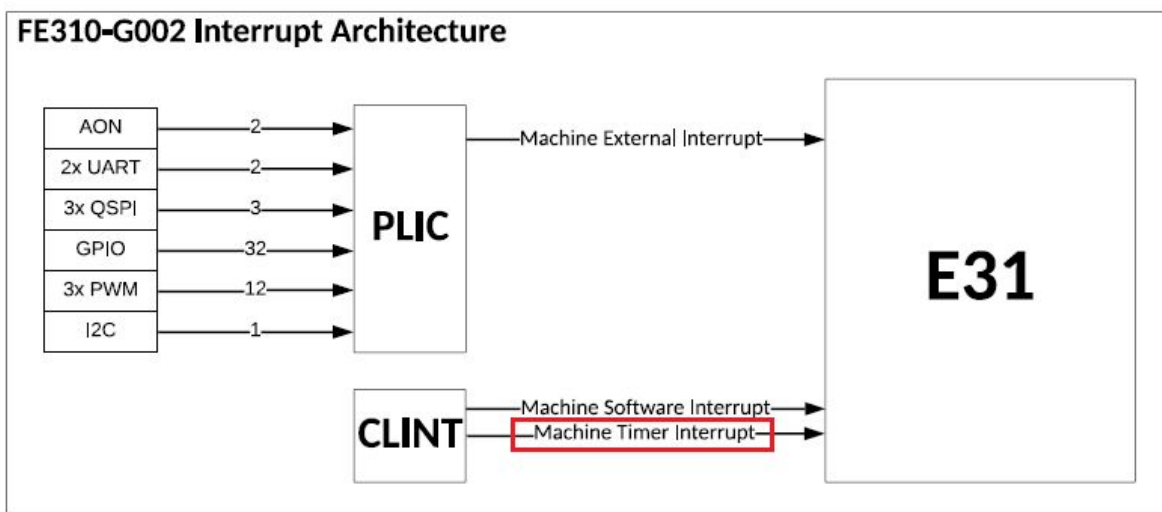 FE310-G002 Interrupt Architecture
AON
2
2x UART
2
3x QSPI
3
GPIO
32
3x PWM
12
I2C
1
PLIC
Machine External Interrupt
E31
CLINT
Machine Software Interrupt
Machine Timer Interrupt